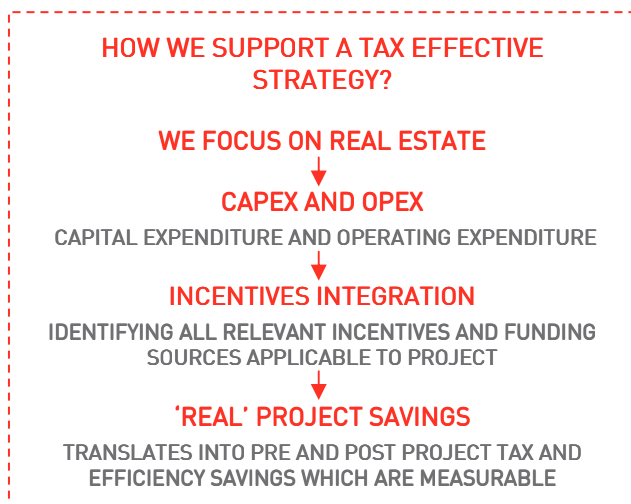 HOW WE SUPPORT A TAX EFFECTIVE
STRATEGY?
WE FOCUS ON REAL ESTATE
CAPEX AND OPEX
CAPITAL EXPENDITURE AND OPERATING EXPENDITURE
INCENTIVES INTEGRATION
IDENTIFYING ALL RELEVANT INCENTIVES AND FUNDING
SOURCES APPLICABLE TO PROJECT
‘REAL’ PROJECT SAVINGS
TRANSLATES INTO PRE AND POST PROJECT TAX AND
EFFICIENCY SAVINGS WHICH ARE MEASURABLE